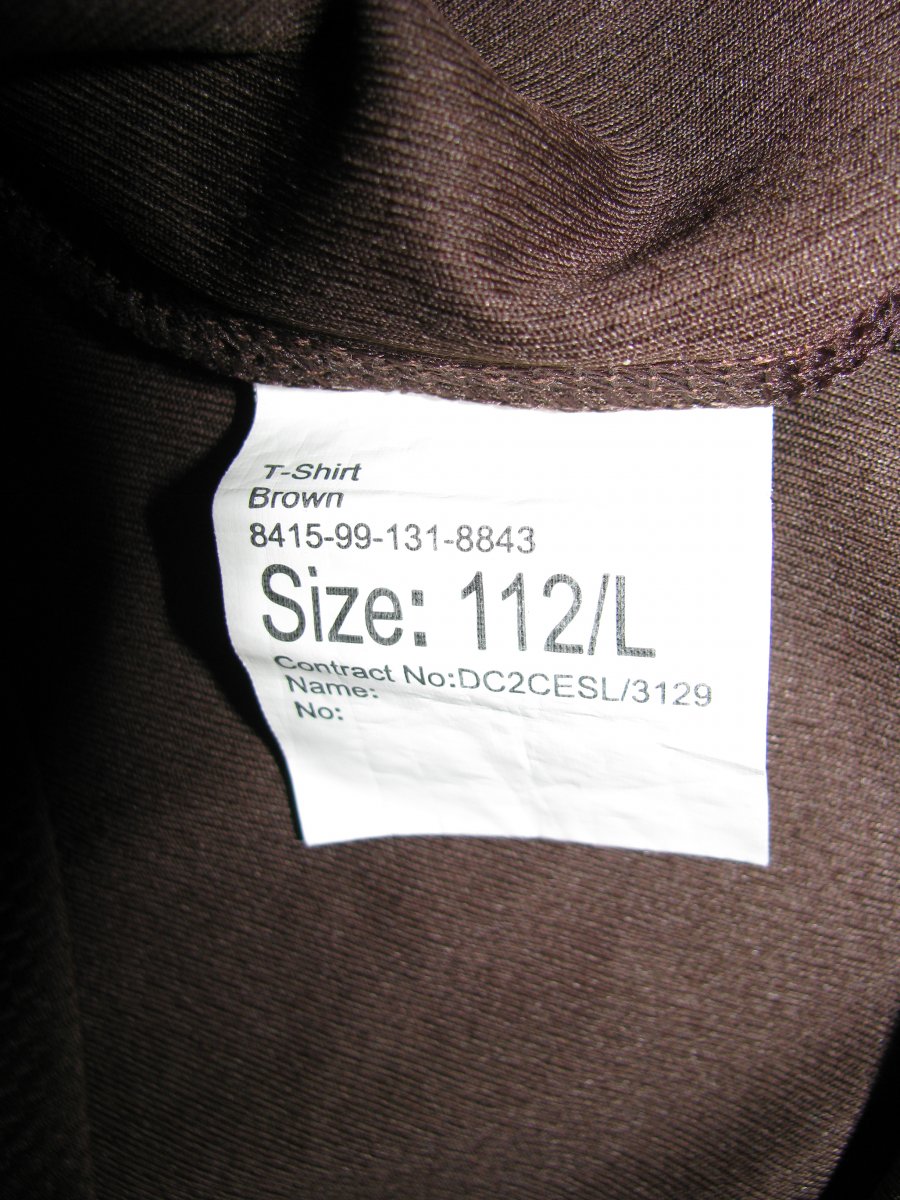 T-Shirt
Brown
8415-99-131-8843
Size: 112/L
Contract No:DC2CESL/3129
Name:
No: